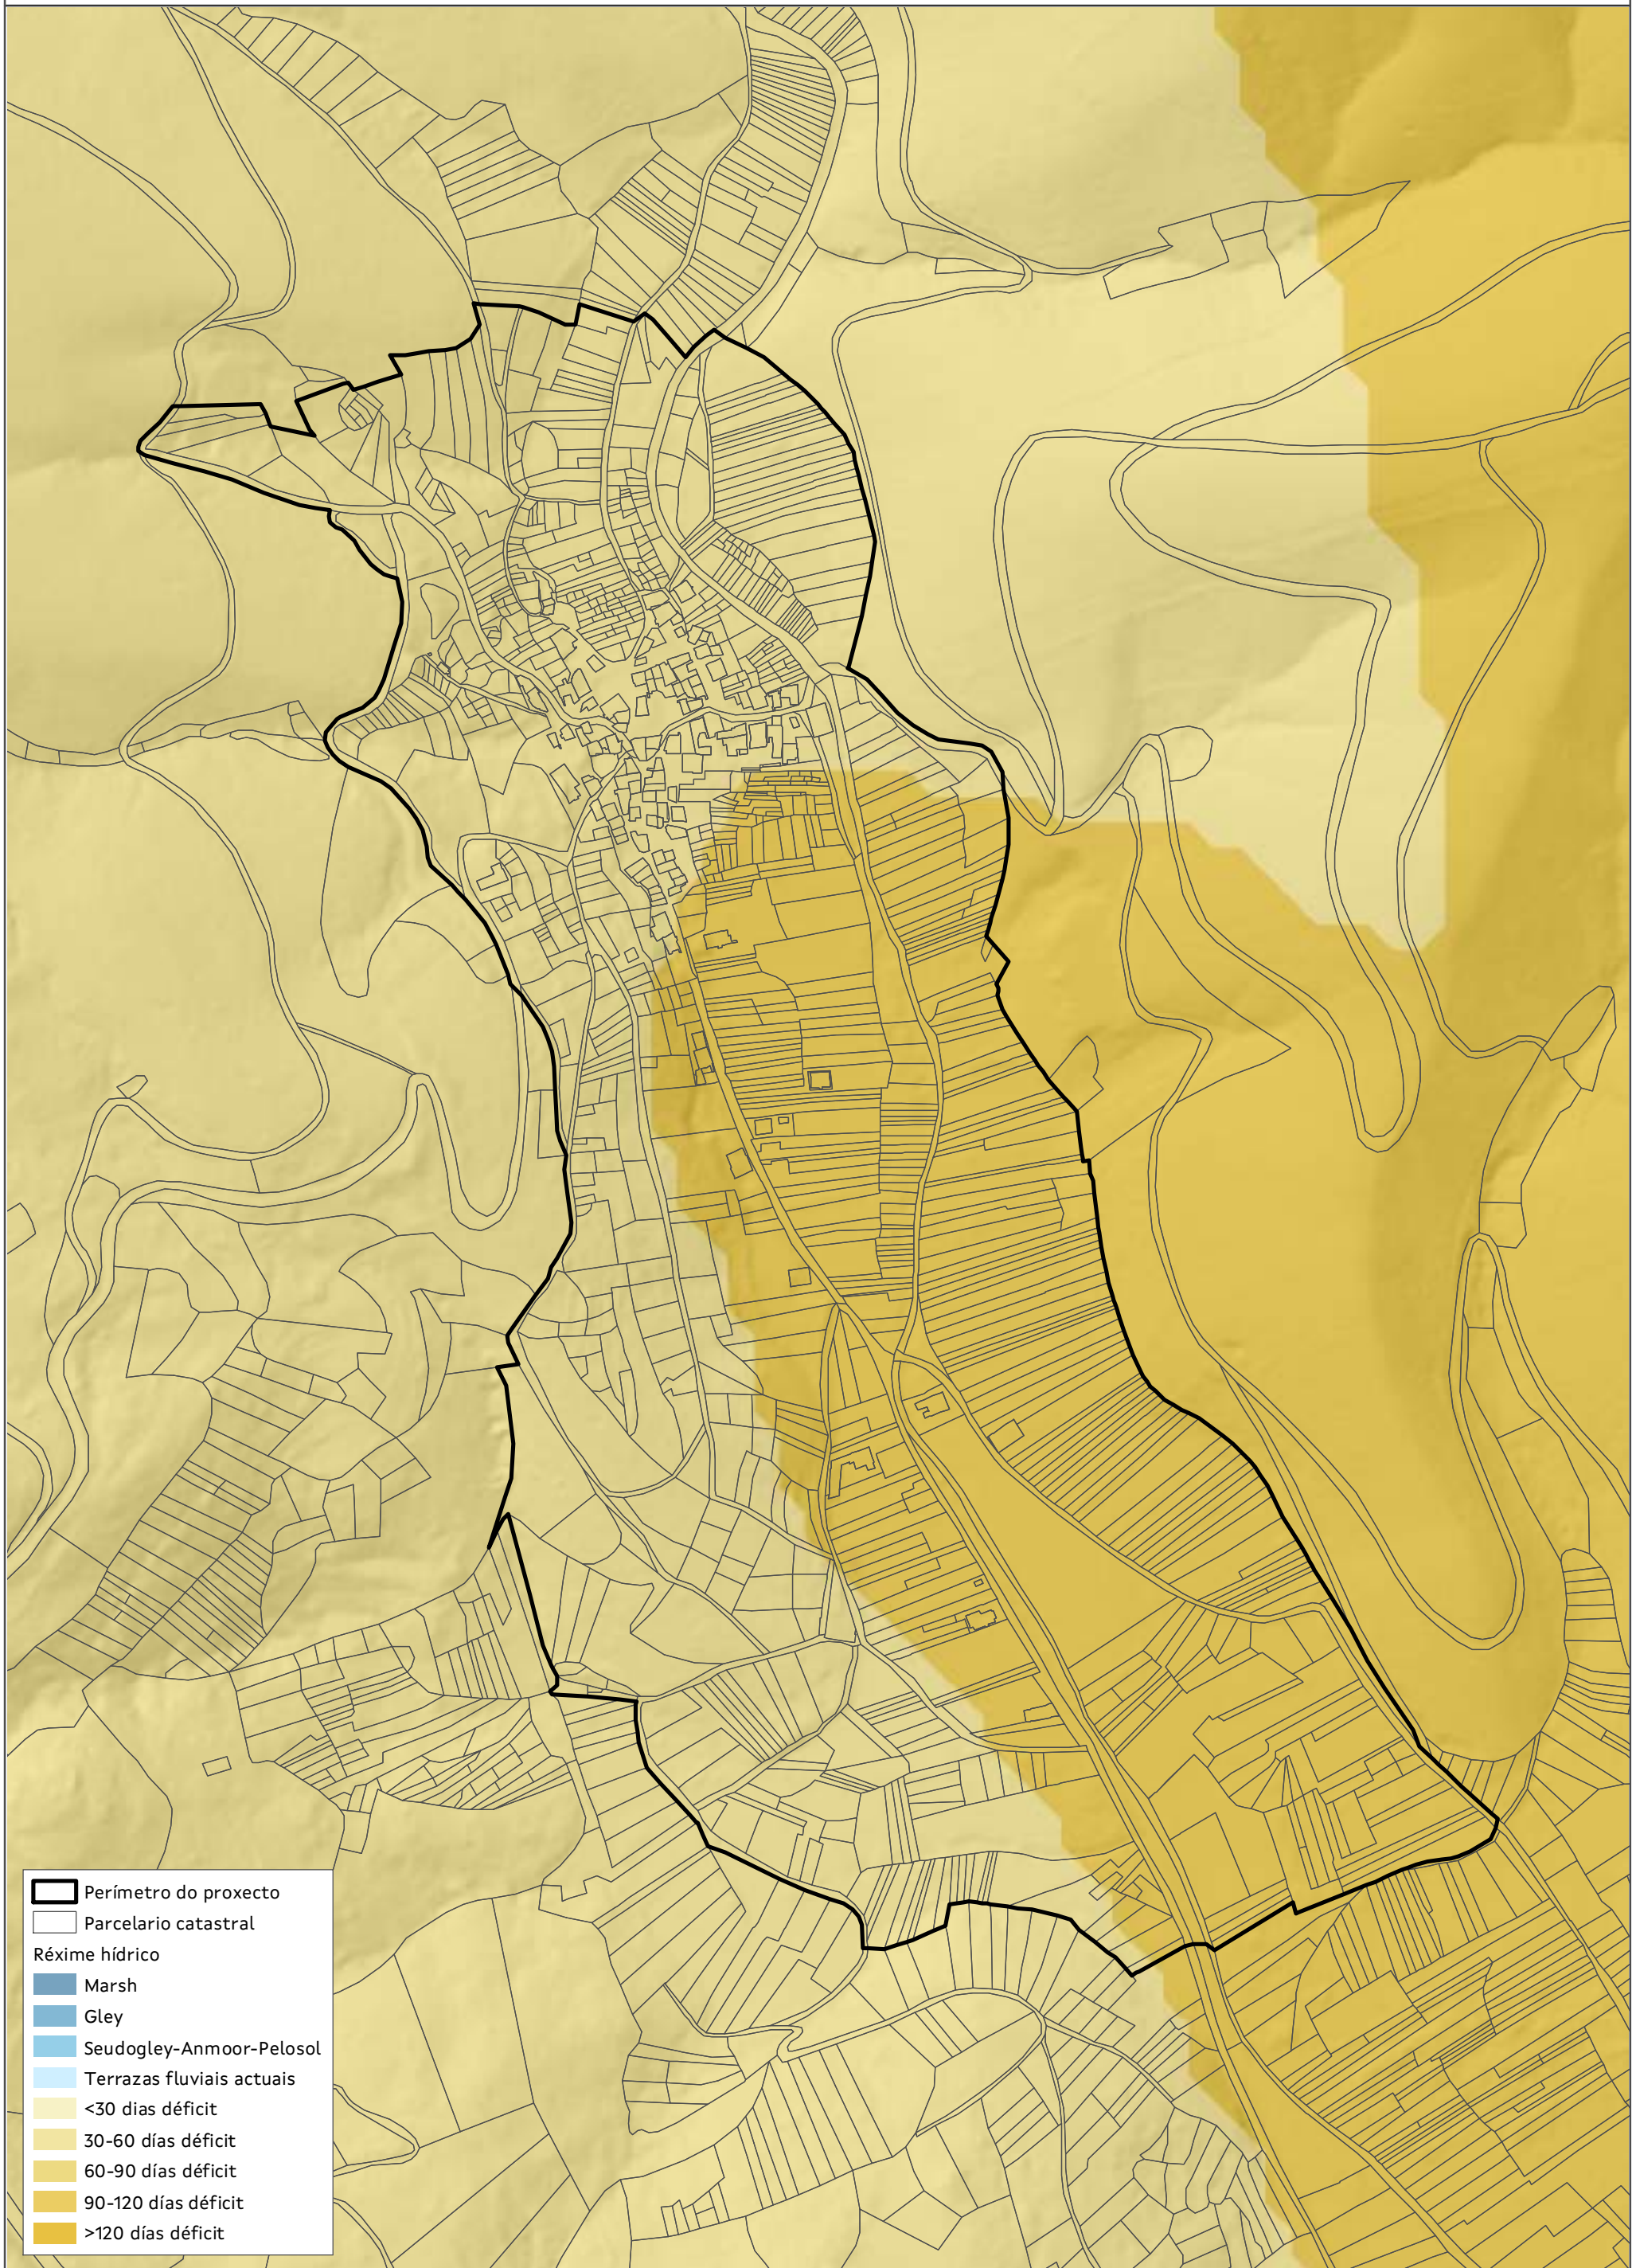 Perímetro do proxecto
Parcelario catastral
Réxime hídrico
Marsh
Gley
Seudogley-Anmoor-Pelosol
Terrazas fluviais actuais
<30 dias déficit
30-60 días déficit
60-90 días déficit
90-120 días déficit
>120 días déficit